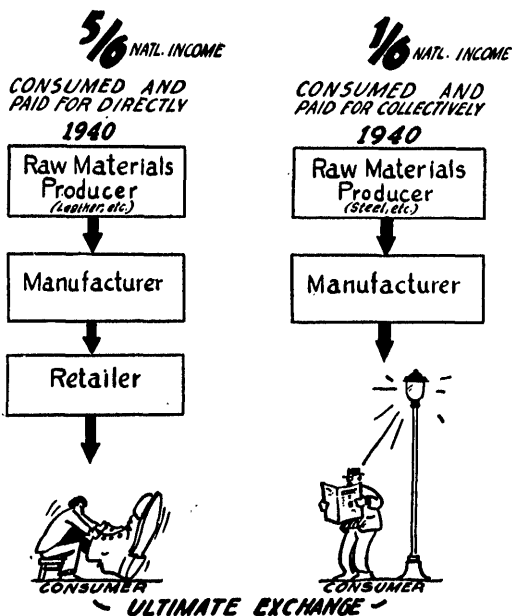 5/6 NATL. INCOME
CONSUMED AND
PAID FOR DIRECTLY
1940
Raw Materials
Producer
(Leather, etc.)
Manufacturer
Retailer
CONSUMER
1/6 NATL. INCOME
CONSUMED AND
PAID FOR COLLECTIVELY
1940
Raw Materials
Producer
(Steel, etc.)
Manufacturer
CONSUMER
- ULTIMATE EXCHANGE -